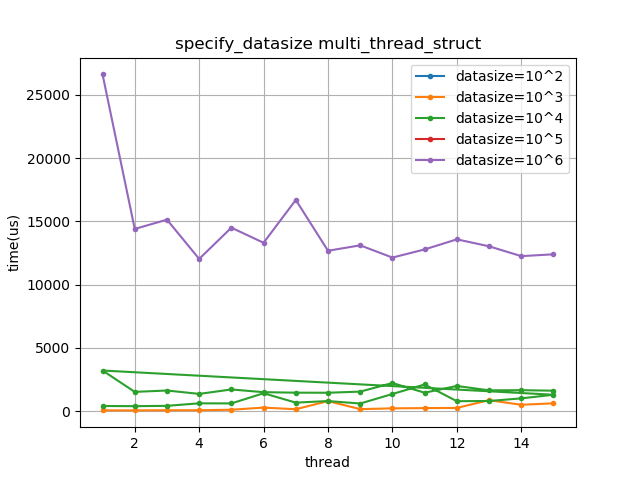 specify_datasize multi_thread_struct
datasize=10^2
datasize=10^3
datasize=10^4
datasize=10^5
datasize=10^6
25000
20000
15000
10000
5000
0
time(us)
2 4 6 8 10 12 14
thread